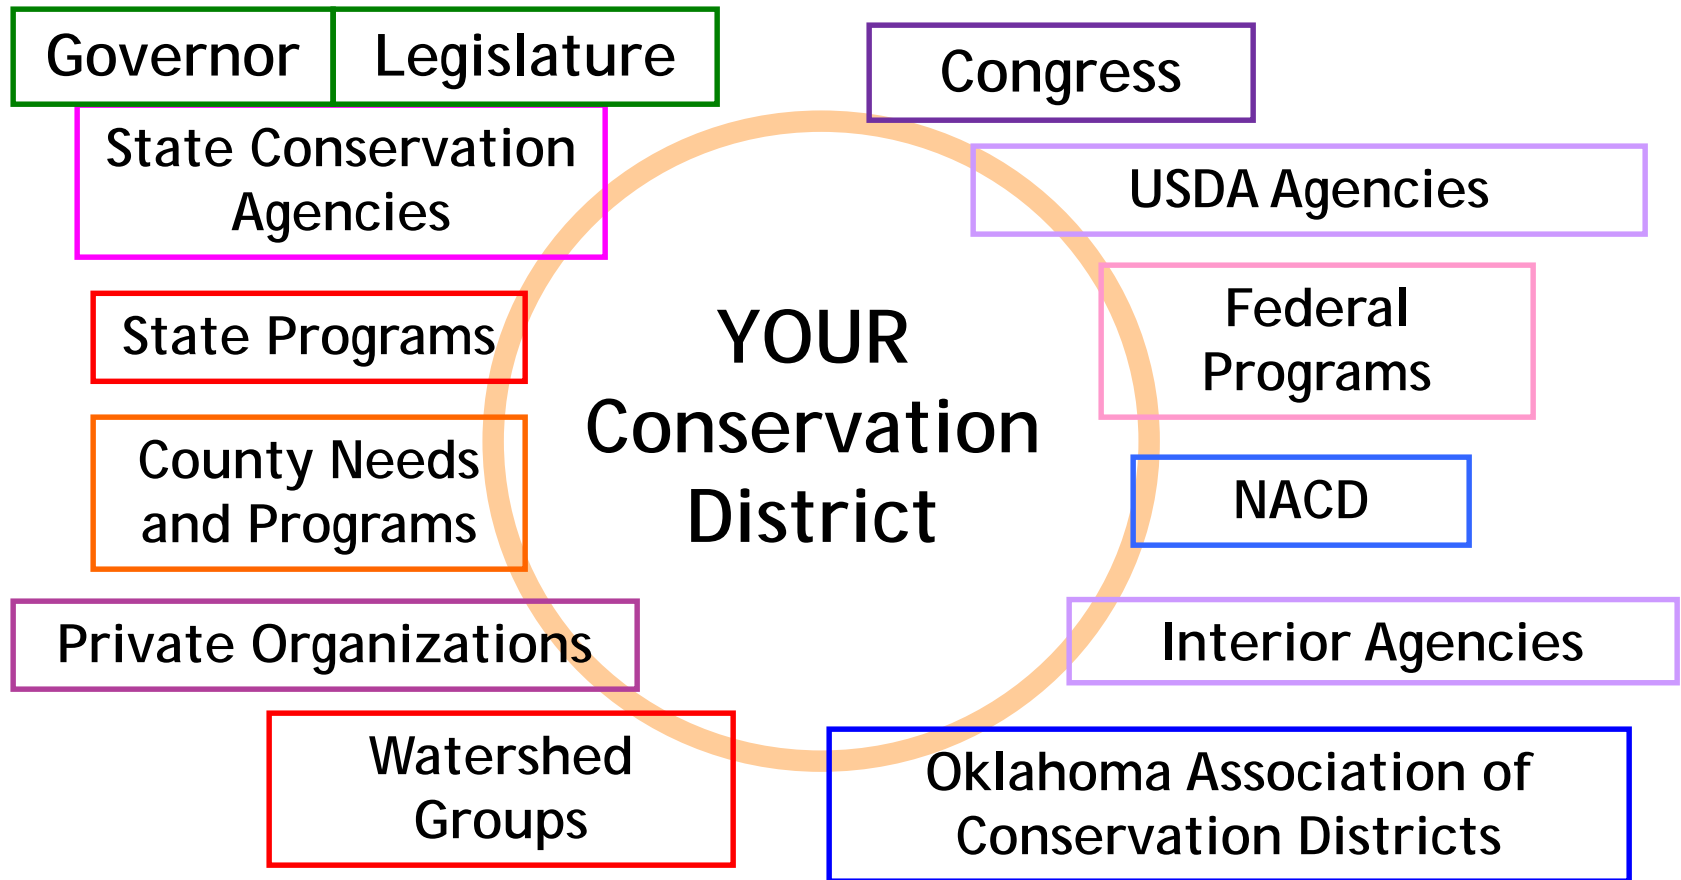 Governor
Legislature
State Conservation
Agencies
State Programs
County Needs
and Programs
Private Organizations
Watershed
Groups
YOUR
Conservation
District
Congress
USDA Agencies
Federal
Programs
NACD
Interior Agencies
Oklahoma Association of
Conservation Districts